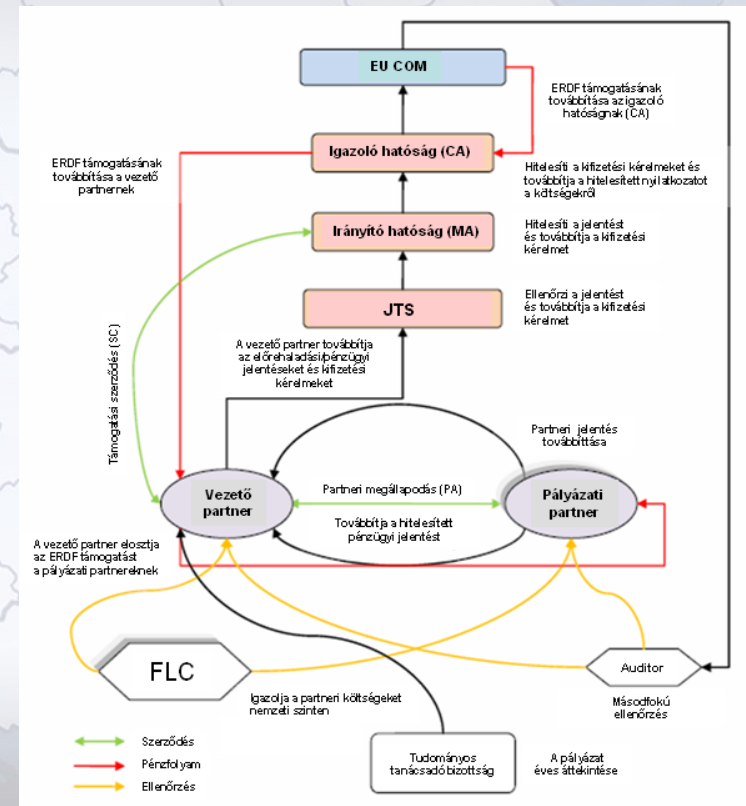 EU COM
ERDF támogatásának
továbbítása az igazoló
hatóságnak (CA)
Igazoló hatóság (CA)
ERDF támogatásának
továbbítása a vezető
partnernek
Hitelesíti a kifizetési kérelmeket és
továbbítja a hitelesített nyilatkozatot
a költségekről
Irányító hatóság (MA)
Hitelesíti a jelentést
és továbbítja a kifizetési
kérelmet
JTS
Ellenőrzi a jelentést
és továbbítja a kifizetési
kérelmet
A vezető partner továbbítja
az előrehaladási/pénzügyi
jelentéseket és kifizetési
kérelmeket
Támogatási szerződés (SC)
Partneri jelentés
továbbíttása
Vezető
partner
Partneri megállapodás (PA)
Továbbítja a hitelesített
pénzügyi jelentést
Pályázati
partner
A vezető partner elosztja
az ERDF támogatást
a pályázati partnereknek
FLC
Igazolja a partneri költségeket
nemzeti szinten
Auditor
Másodfokú
ellenőrzés
Szerződés
Pénzfolyam
Ellenőrzés
Tudományos
tanácsadó bizottság
A pályázat
éves áttekintése